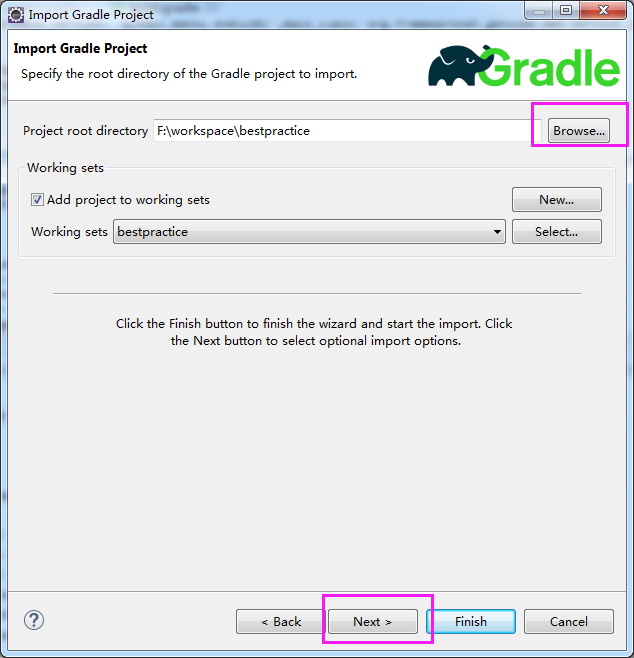 Import Gradle Project
Import Gradle Project
Specify the root directory of the Gradle project to import.
Gradle
Project root directory F:\workspace\bestpractice Browse...
Working sets
Add project to working sets New...
Working sets bestpractice Select...
Click the Finish button to finish the wizard and start the import. Click
the Next button to select optional import options.
? < Back Next > Finish Cancel